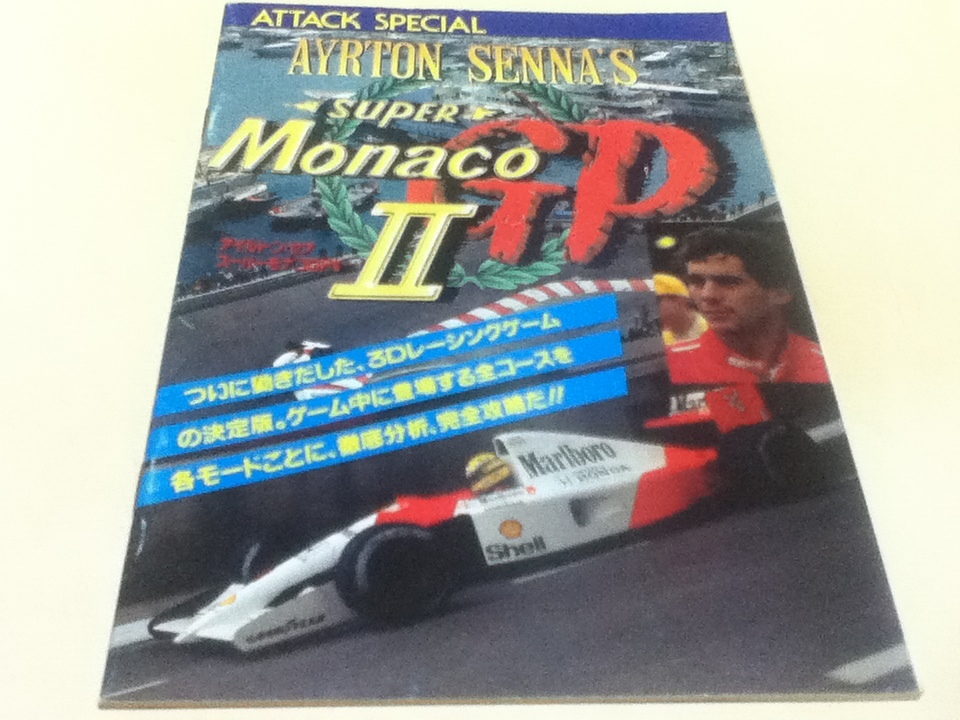 ATTACK SPECIAL
AYRTON SENNA'S
SUPER
Monaco GP
II
アイルトン・セナ
スーパーモナコGP II
ついに動きだした、3Dレーシングゲーム
の決定版。ゲーム中に登場する全コースを
各モードごとに、徹底分析、完全攻略だ!!
Marlboro
Shell
GOODYEAR